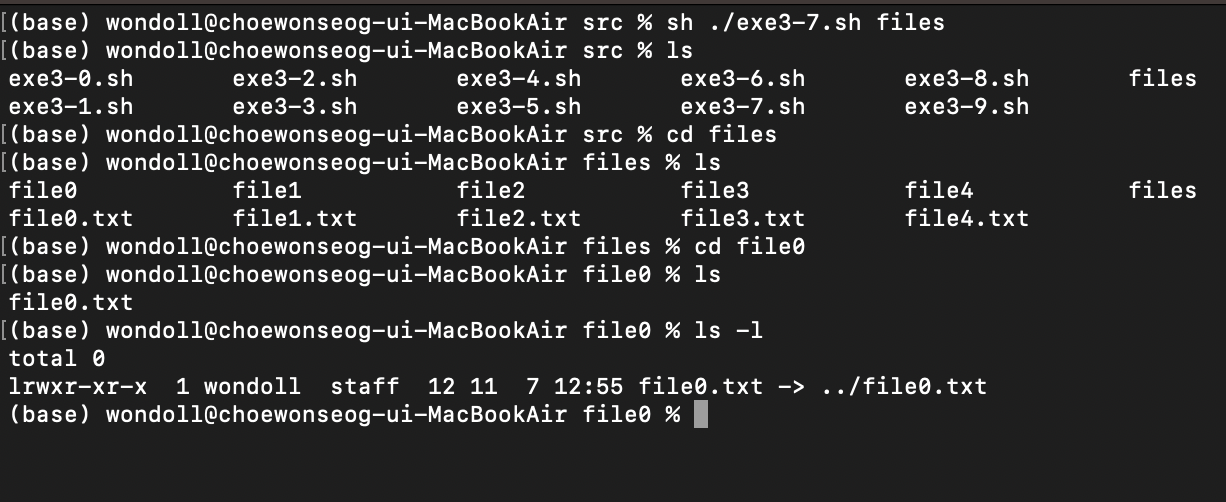 [(base) wondoll@choewonseog-ui-MacBookAir src % sh ./exe3-7.sh files
[(base) wondoll@choewonseog-ui-MacBookAir src % ls
exe3-0.sh exe3-2.sh exe3-4.sh exe3-6.sh exe3-8.sh files
exe3-1.sh exe3-3.sh exe3-5.sh exe3-7.sh exe3-9.sh
[(base) wondoll@choewonseog-ui-MacBookAir src % cd files
[(base) wondoll@choewonseog-ui-MacBookAir files % ls
file0 file1 file2 file3 file4 files
file0.txt file1.txt file2.txt file3.txt file4.txt
[(base) wondoll@choewonseog-ui-MacBookAir files % cd file0
[(base) wondoll@choewonseog-ui-MacBookAir file0 % ls
file0.txt
[(base) wondoll@choewonseog-ui-MacBookAir file0 % ls -l
total 0
lrwxr-xr-x 1 wondoll staff 12 11 7 12:55 file0.txt -> ../file0.txt
(base) wondoll@choewonseog-ui-MacBookAir file0 %